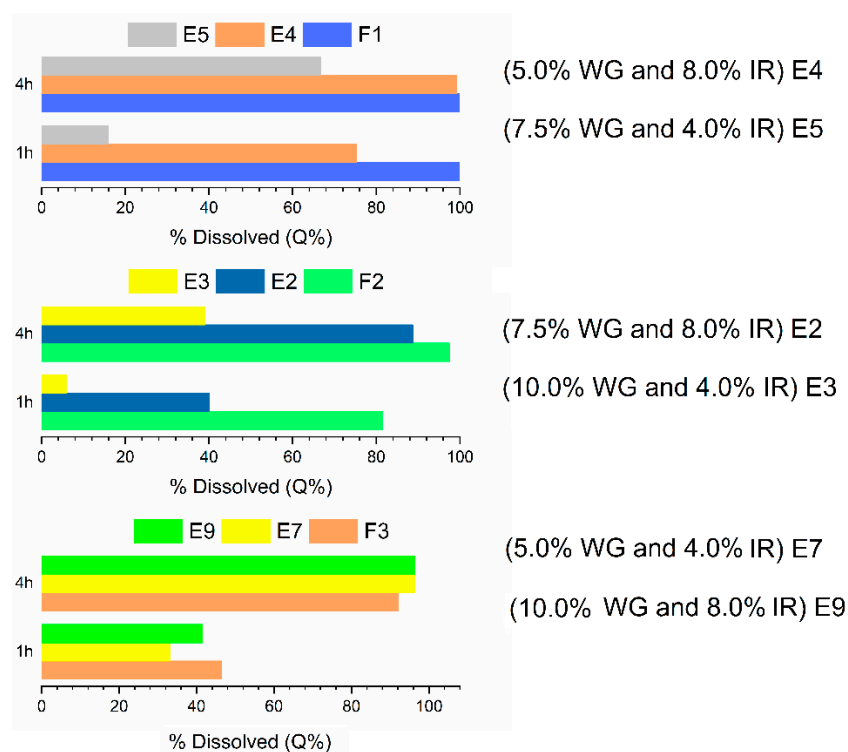 E5 E4 F1
4h
1h
0 20 40 60 80 100
% Dissolved (Q%)
(5.0% WG and 8.0% IR) E4
(7.5% WG and 4.0% IR) E5
E3 E2 F2
4h
1h
0 20 40 60 80 100
% Dissolved (Q%)
(7.5% WG and 8.0% IR) E2
(10.0% WG and 4.0% IR) E3
E9 E7 F3
4h
1h
0 20 40 60 80 100
% Dissolved (Q%)
(5.0% WG and 4.0% IR) E7
(10.0% WG and 8.0% IR) E9